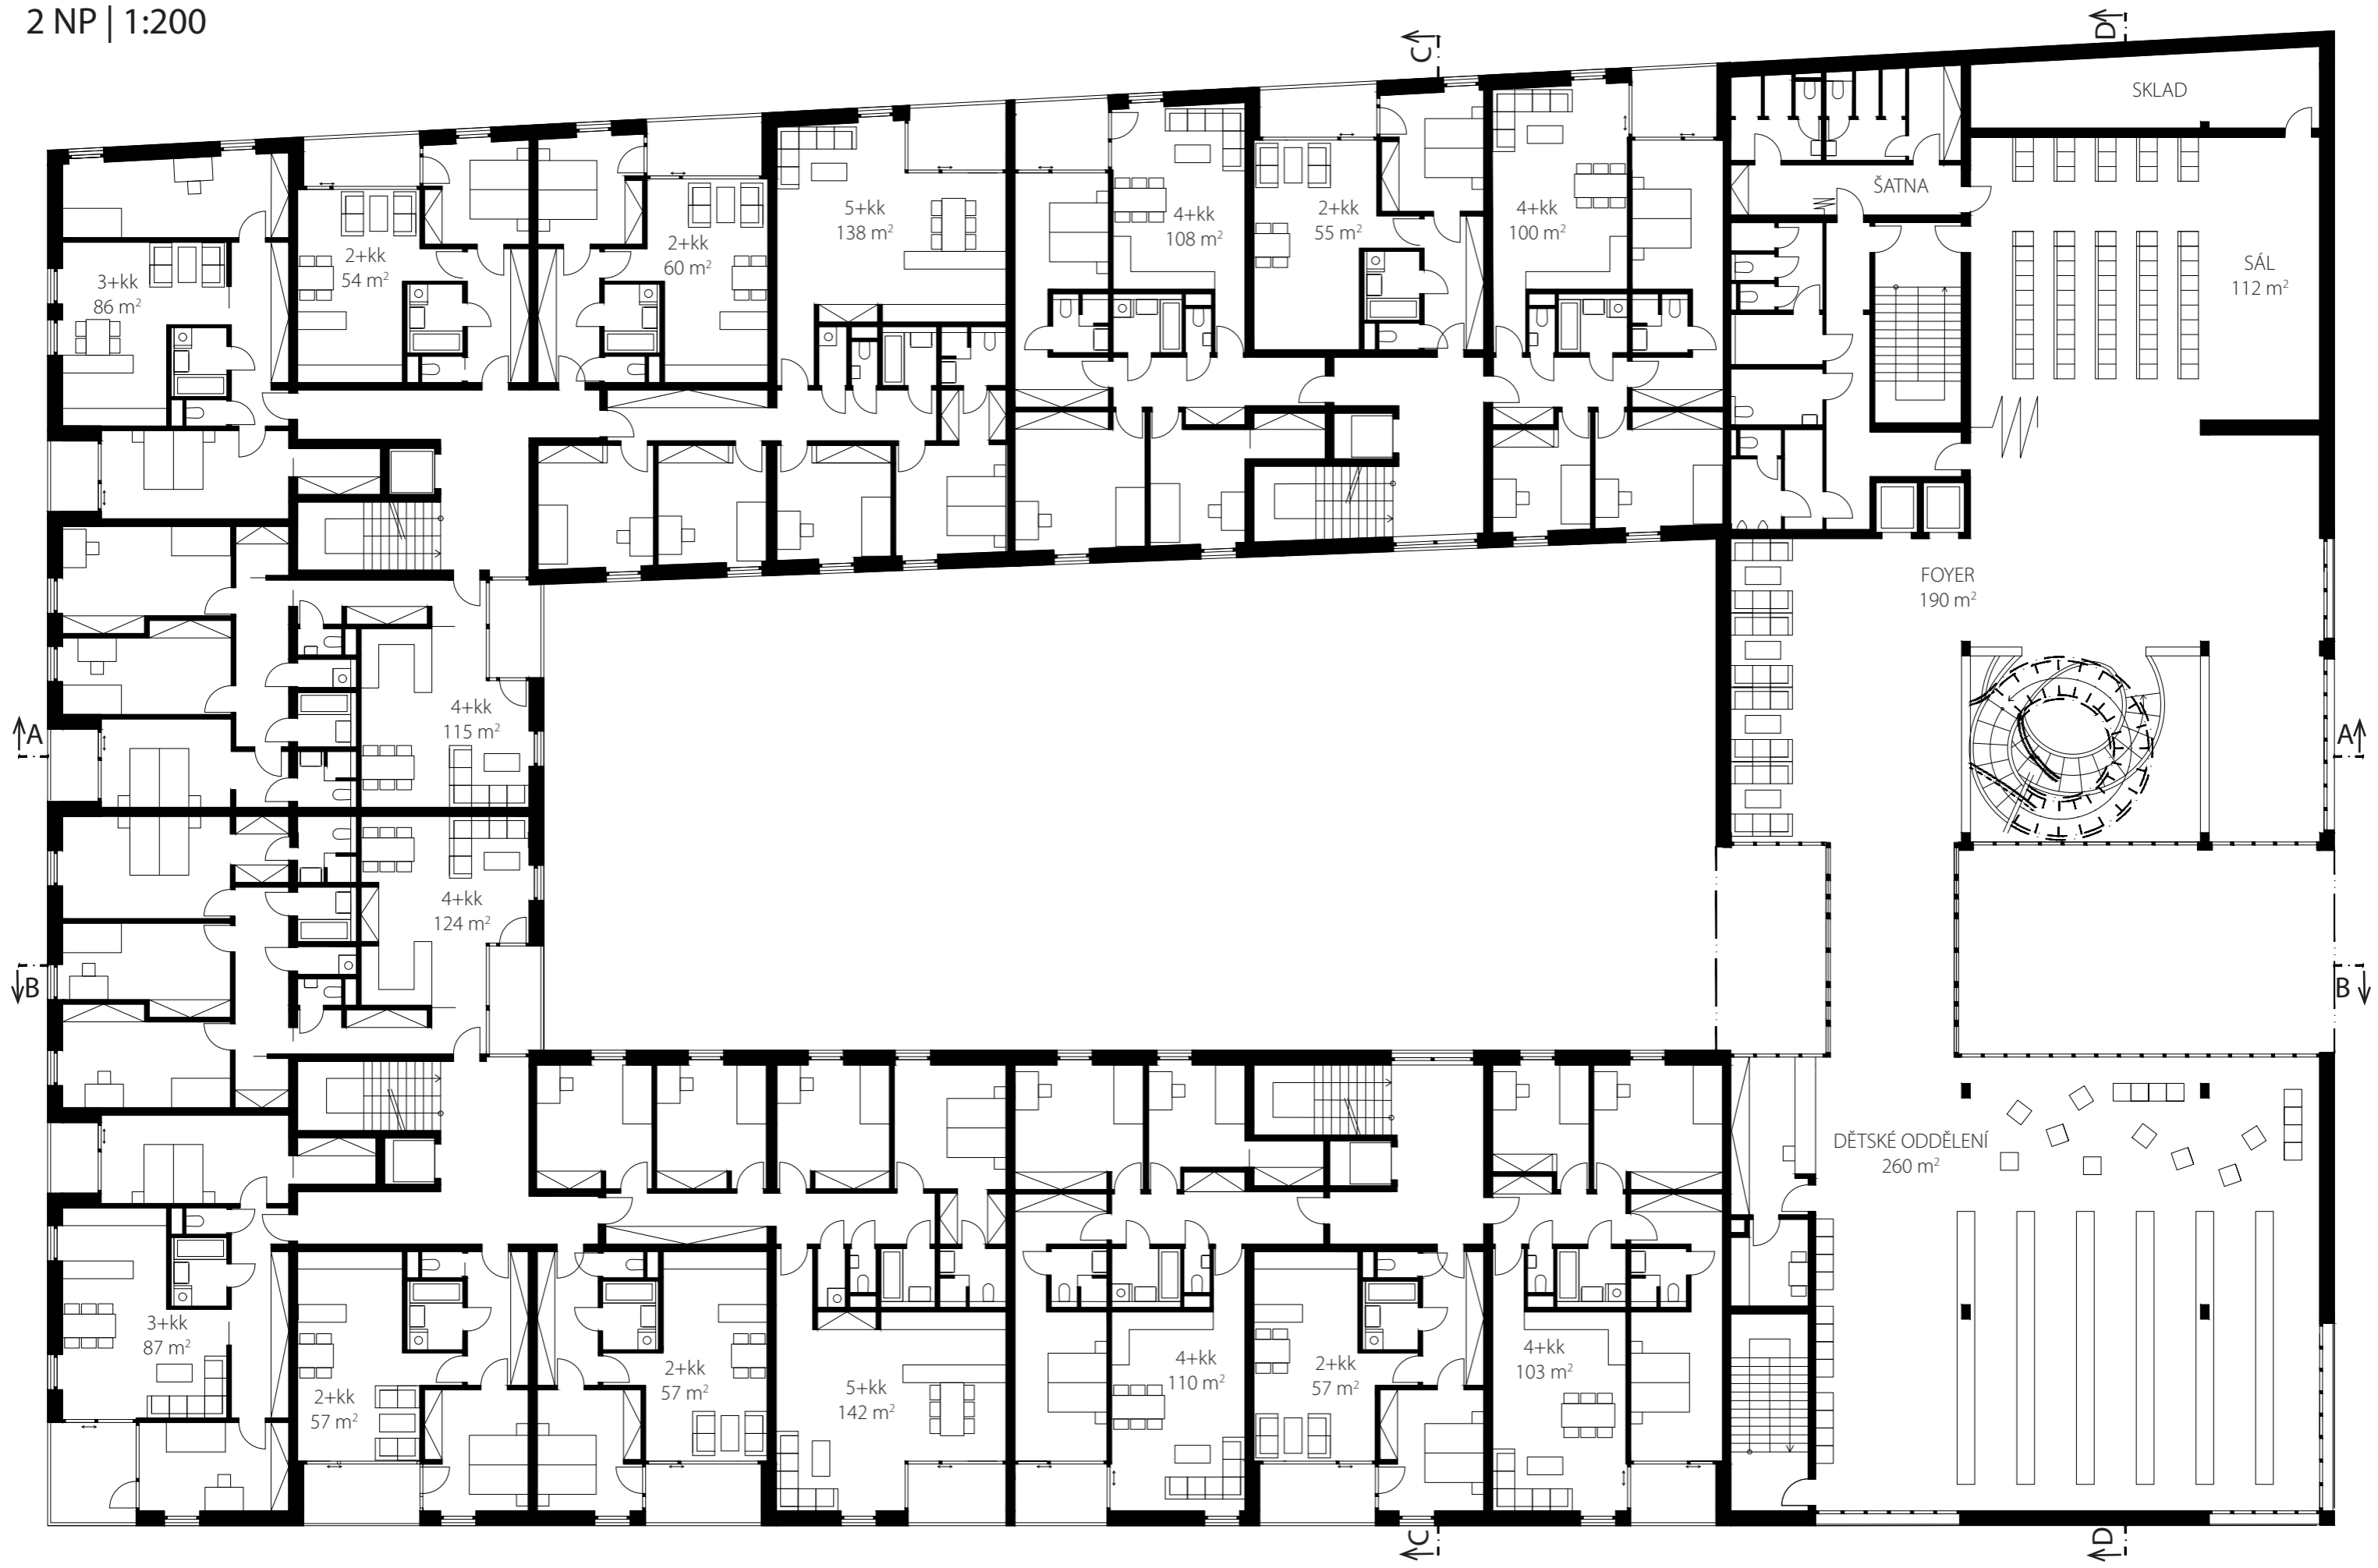 2 NP | 1:200
C
D
SKLAD
ŠATNA
3+kk
86 m²
2+kk
54 m²
2+kk
60 m²
5+kk
138 m²
4+kk
108 m²
2+kk
55 m²
4+kk
100 m²
SÁL
112 m²
FOYER
190 m²
4+kk
115 m²
A
A
4+kk
124 m²
B
B
DĚTSKÉ ODDĚLENÍ
260 m²
3+kk
87 m²
2+kk
57 m²
2+kk
57 m²
5+kk
142 m²
4+kk
110 m²
2+kk
57 m²
4+kk
103 m²
C
D